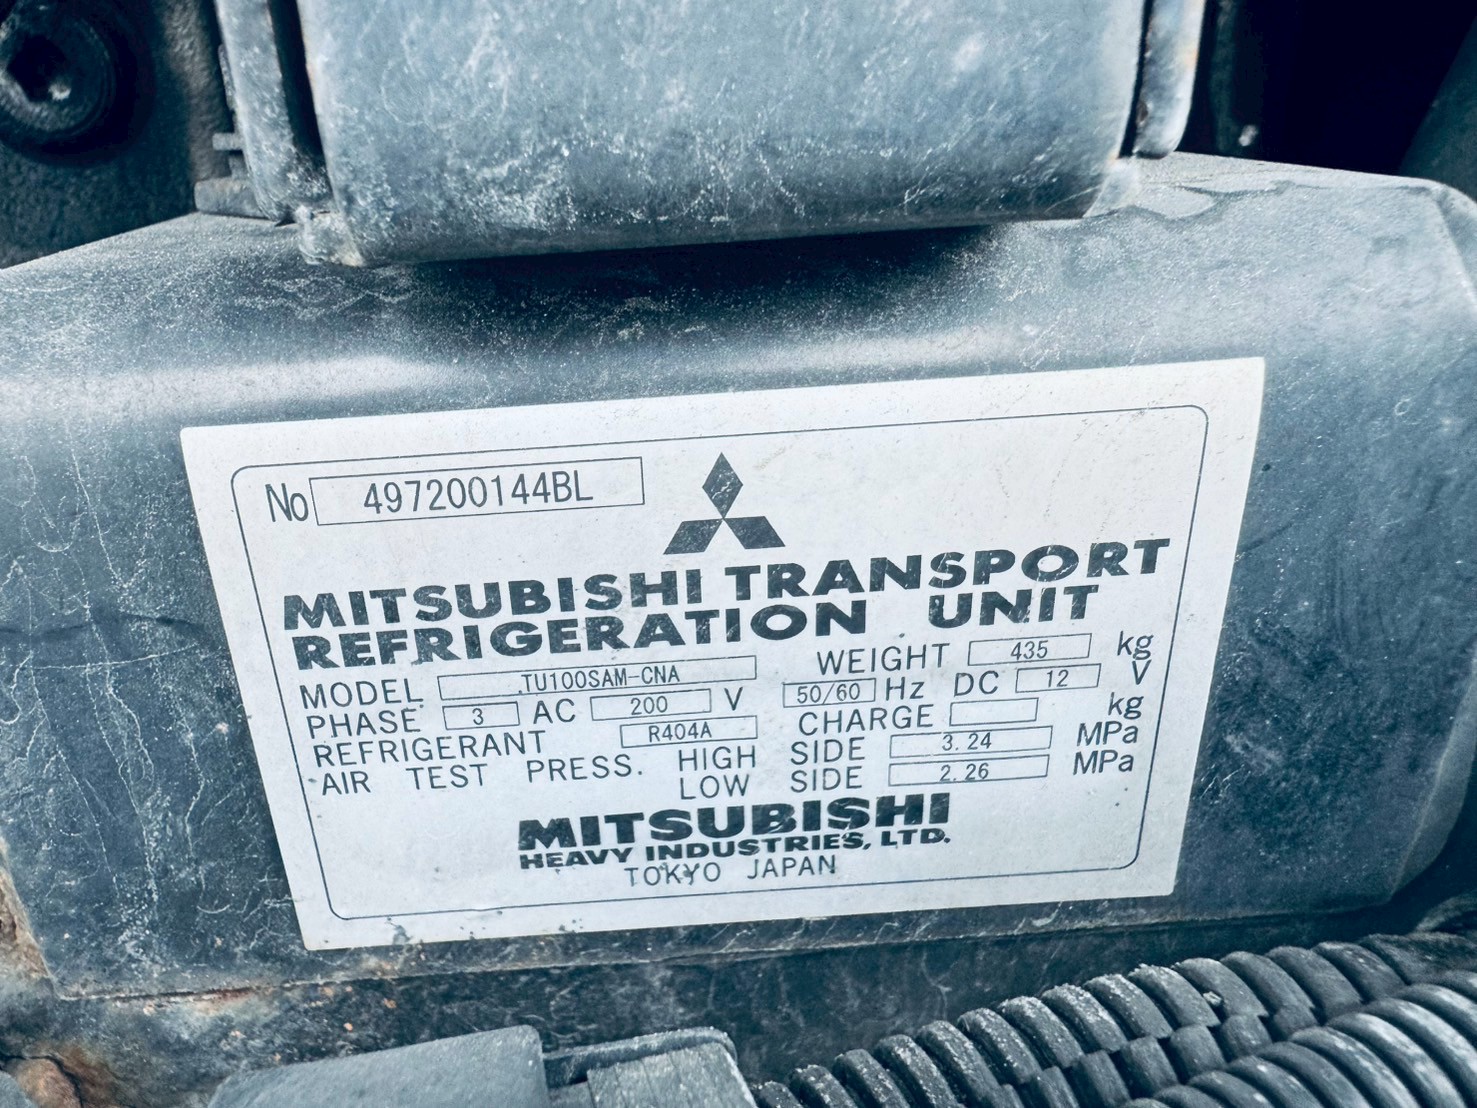 No 497200144BL
MITSUBISHI TRANSPORT
REFRIGERATION UNIT
MODEL TU100SAM-CNA WEIGHT 435 kg
PHASE 3 AC 200 V 50/60 Hz DC 12 V
REFRIGERANT R404A CHARGE kg
AIR TEST PRESS. HIGH SIDE 3.24 MPa
LOW SIDE 2.26 MPa
MITSUBISHI
HEAVY INDUSTRIES, LTD.
TOKYO JAPAN